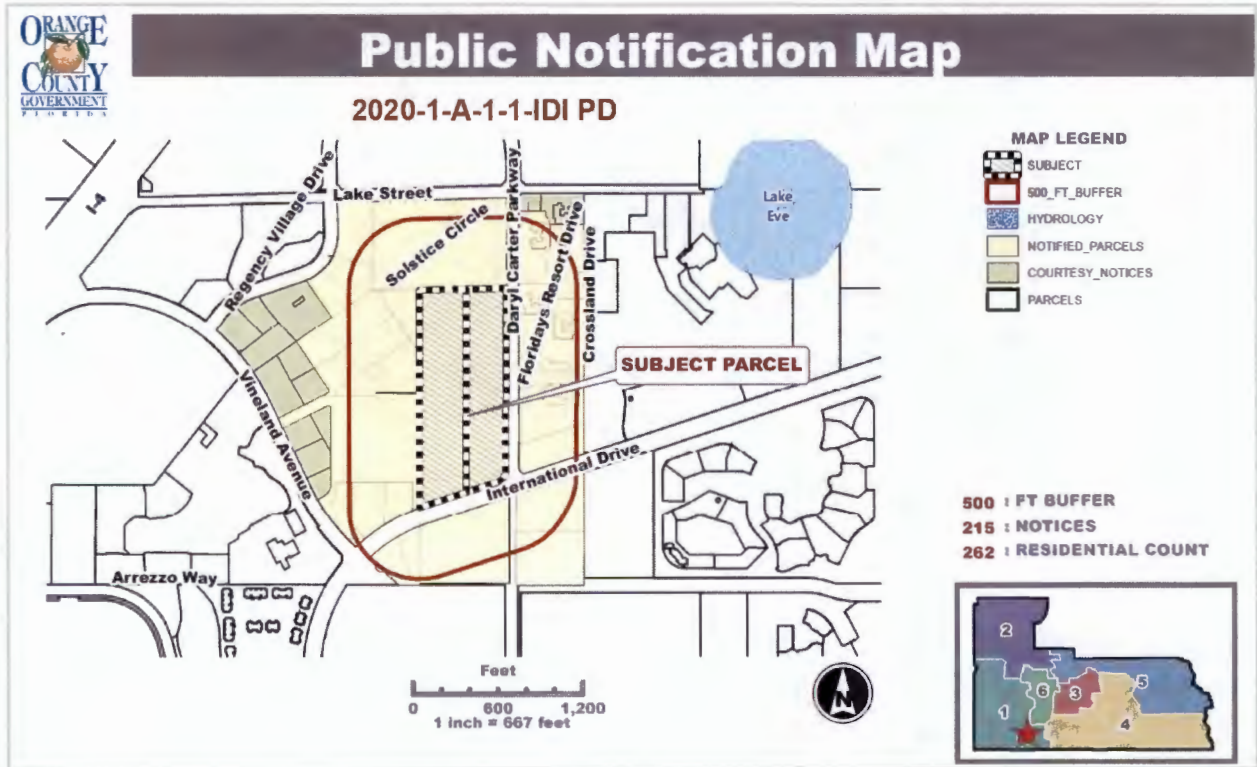 ORANGE
COUNTY
GOVERNMENT
FLORIDA
Public Notification Map
2020-1-A-1-1-IDI PD
I-4
Regency Village Drive
Lake Street
Solstice Circle
Daryl Carter Parkway
Floridays Resort Drive
Crossland Drive
Lake
Eve
SUBJECT PARCEL
Vineland Avenue
International Drive
Arrezzo Way
MAP LEGEND
SUBJECT
500_FT_BUFFER
HYDROLOGY
NOTIFIED_PARCELS
COURTESY_NOTICES
PARCELS
500 : FT BUFFER
215 : NOTICES
262 : RESIDENTIAL COUNT
Feet
0 600 1,200
1 inch = 667 feet
N
2
6
3
5
1
4